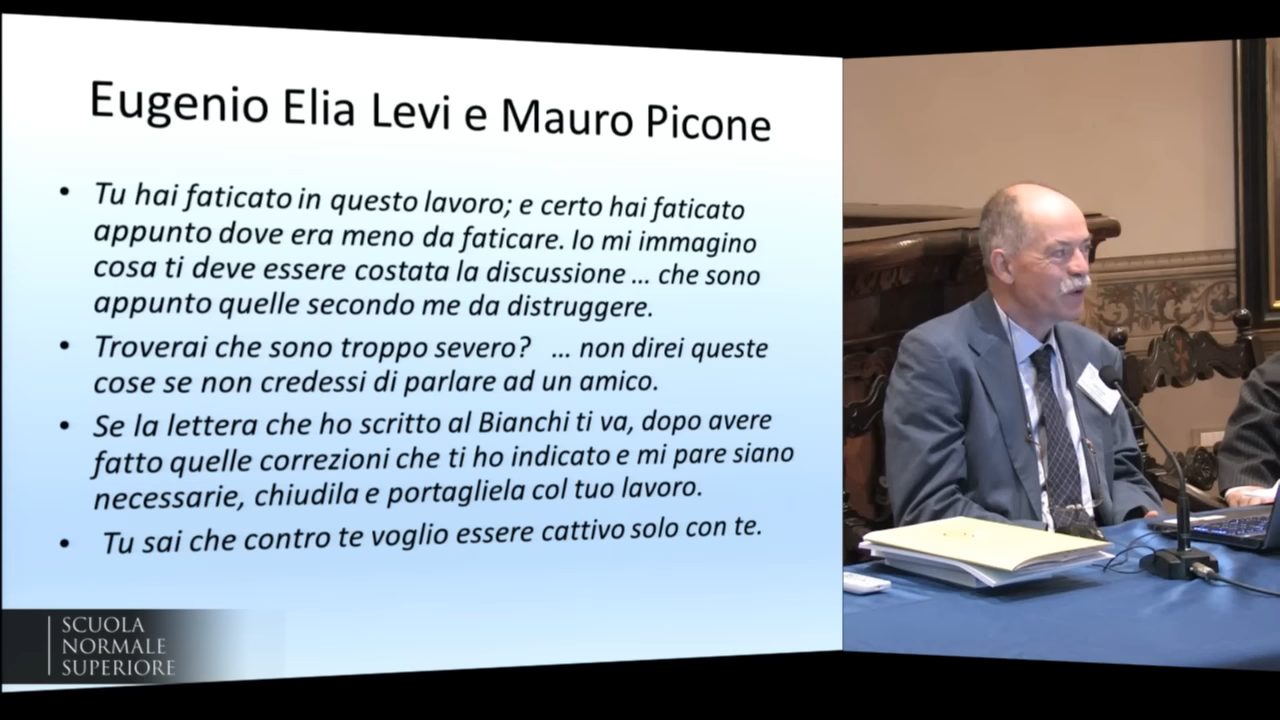 Eugenio Elia Levi e Mauro Picone
• Tu hai faticato in questo lavoro; e certo hai faticato
appunto dove era meno da faticare. Io mi immagino
cosa ti deve essere costata la discussione ... che sono
appunto quelle secondo me da distruggere.
• Troverai che sono troppo severo? ... non direi queste
cose se non credessi di parlare ad un amico.
• Se la lettera che ho scritto al Bianchi ti va, dopo avere
fatto quelle correzioni che ti ho indicato e mi pare siano
necessarie, chiudila e portagliela col tuo lavoro.
• Tu sai che contro te voglio essere cattivo solo con te.
SCUOLA
NORMALE
SUPERIORE